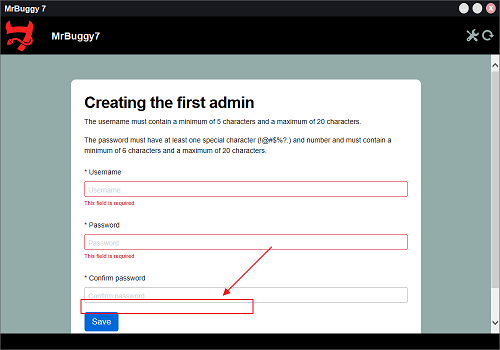 MrBuggy 7
MrBuggy7
Creating the first admin
The username must contain a minimum of 5 characters and a maximum of 20 characters.
The password must have at least one special character (!@#$%?.) and number and must contain a
minimum of 6 characters and a maximum of 20 characters.
* Username
Username
This field is required.
* Password
Password
This field is required.
* Confirm password
Confirm password
Save